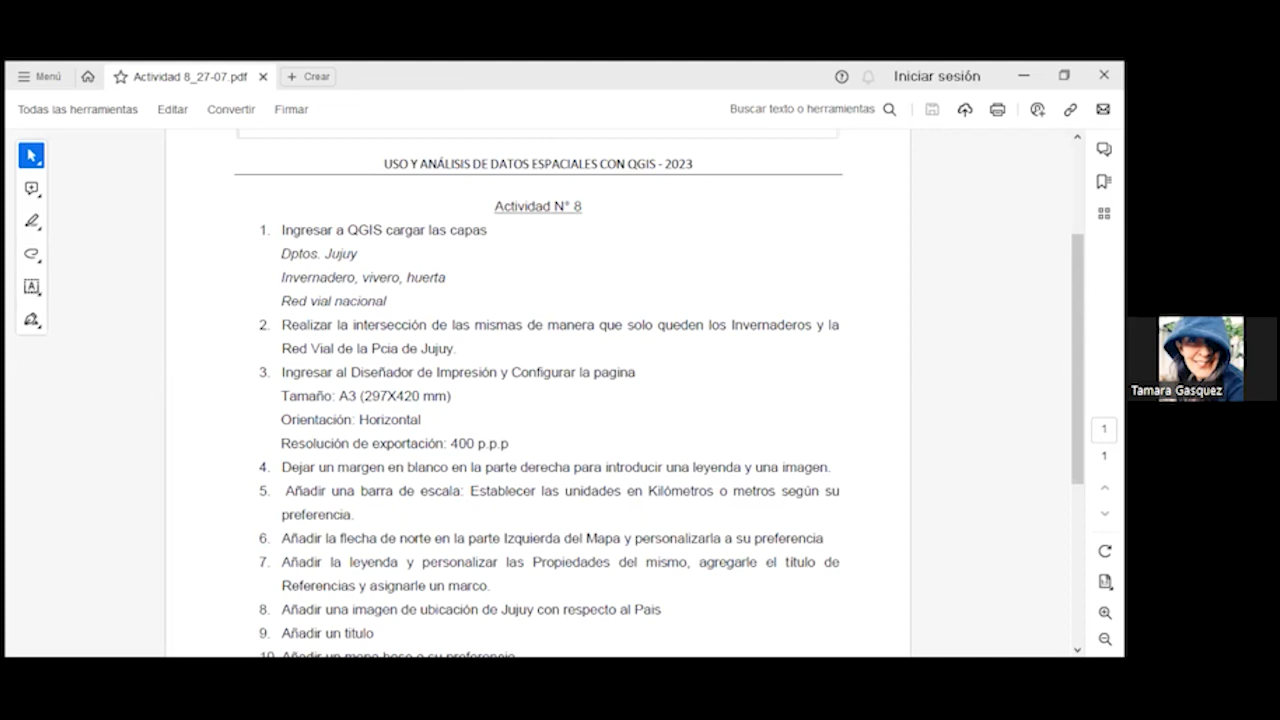 Menú
Actividad 8_27-07.pdf
Crear
Iniciar sesión
Todas las herramientas
Editar
Convertir
Firmar
Buscar texto o herramientas
USO Y ANÁLISIS DE DATOS ESPACIALES CON QGIS - 2023
Actividad N° 8
1. Ingresar a QGIS cargar las capas
Dptos. Jujuy
Invernadero, vivero, huerta
Red vial nacional
2. Realizar la intersección de las mismas de manera que solo queden los Invernaderos y la
Red Vial de la Pcia de Jujuy.
3. Ingresar al Diseñador de Impresión y Configurar la pagina
Tamaño: A3 (297X420 mm)
Orientación: Horizontal
Resolución de exportación: 400 p.p.p
4. Dejar un margen en blanco en la parte derecha para introducir una leyenda y una imagen.
5. Añadir una barra de escala: Establecer las unidades en Kilómetros o metros según su
preferencia.
6. Añadir la flecha de norte en la parte Izquierda del Mapa y personalizarla a su preferencia
7. Añadir la leyenda y personalizar las Propiedades del mismo, agregarle el título de
Referencias y asignarle un marco.
8. Añadir una imagen de ubicación de Jujuy con respecto al Pais
9. Añadir un titulo
10. Añadir un mapa base a su preferencia
Tamara Gasquez
1
1